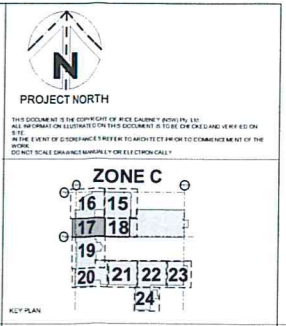 N
PROJECT NORTH
THIS DOCUMENT IS THE COPYRIGHT OF RICE DAUBNEY (NSW) Pty Ltd
ALL INFORMATION ILLUSTRATED ON THIS DOCUMENT IS TO BE CHECKED AND VERIFIED ON
SITE.
IN THE EVENT OF DISCREPANCIES REFER TO ARCHITECT PRIOR TO COMMENCEMENT OF THE
WORK
DO NOT SCALE DRAWINGS MANUALLY OR ELECTRONICALLY
ZONE C
16 15
17 18
19
20 21 22 23
24
KEY PLAN